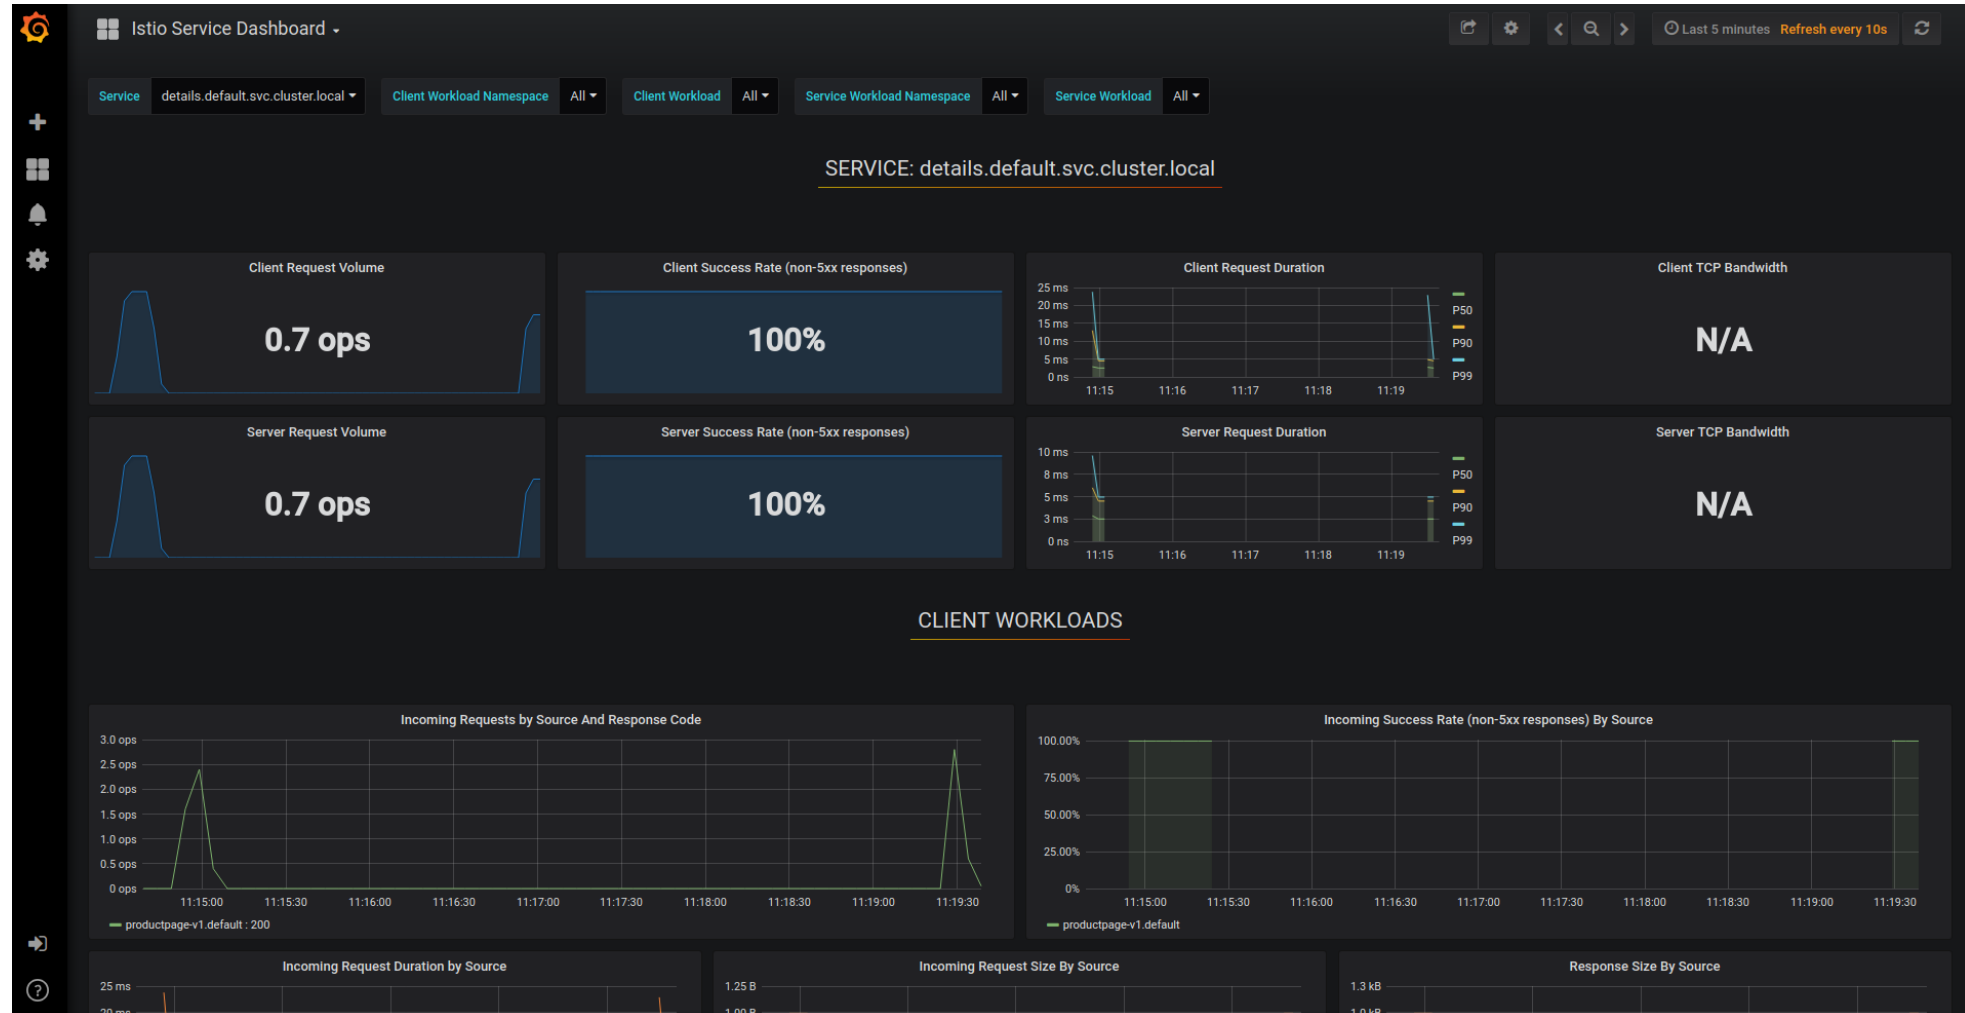 Istio Service Dashboard
Last 5 minutes Refresh every 10s
Service details.default.svc.cluster.local Client Workload Namespace All Client Workload All Service Workload Namespace All Service Workload All
SERVICE: details.default.svc.cluster.local
Client Request Volume
0.7 ops
Client Success Rate (non-5xx responses)
100%
Client Request Duration
25 ms
20 ms
15 ms
10 ms
5 ms
0 ns
11:15 11:16 11:17 11:18 11:19
P50
P90
P99
Client TCP Bandwidth
N/A
Server Request Volume
0.7 ops
Server Success Rate (non-5xx responses)
100%
Server Request Duration
10 ms
8 ms
5 ms
3 ms
0 ns
11:15 11:16 11:17 11:18 11:19
P50
P90
P99
Server TCP Bandwidth
N/A
CLIENT WORKLOADS
Incoming Requests by Source And Response Code
3.0 ops
2.5 ops
2.0 ops
1.5 ops
1.0 ops
0.5 ops
0 ops
11:15:00 11:15:30 11:16:00 11:16:30 11:17:00 11:17:30 11:18:00 11:18:30 11:19:00 11:19:30
productpage-v1.default : 200
Incoming Success Rate (non-5xx responses) By Source
100.00%
75.00%
50.00%
25.00%
0%
11:15:00 11:15:30 11:16:00 11:16:30 11:17:00 11:17:30 11:18:00 11:18:30 11:19:00 11:19:30
productpage-v1.default
Incoming Request Duration by Source
25 ms
20 ms
Incoming Request Size By Source
1.25 B
1.00 B
Response Size By Source
1.3 kB
1.0 kB